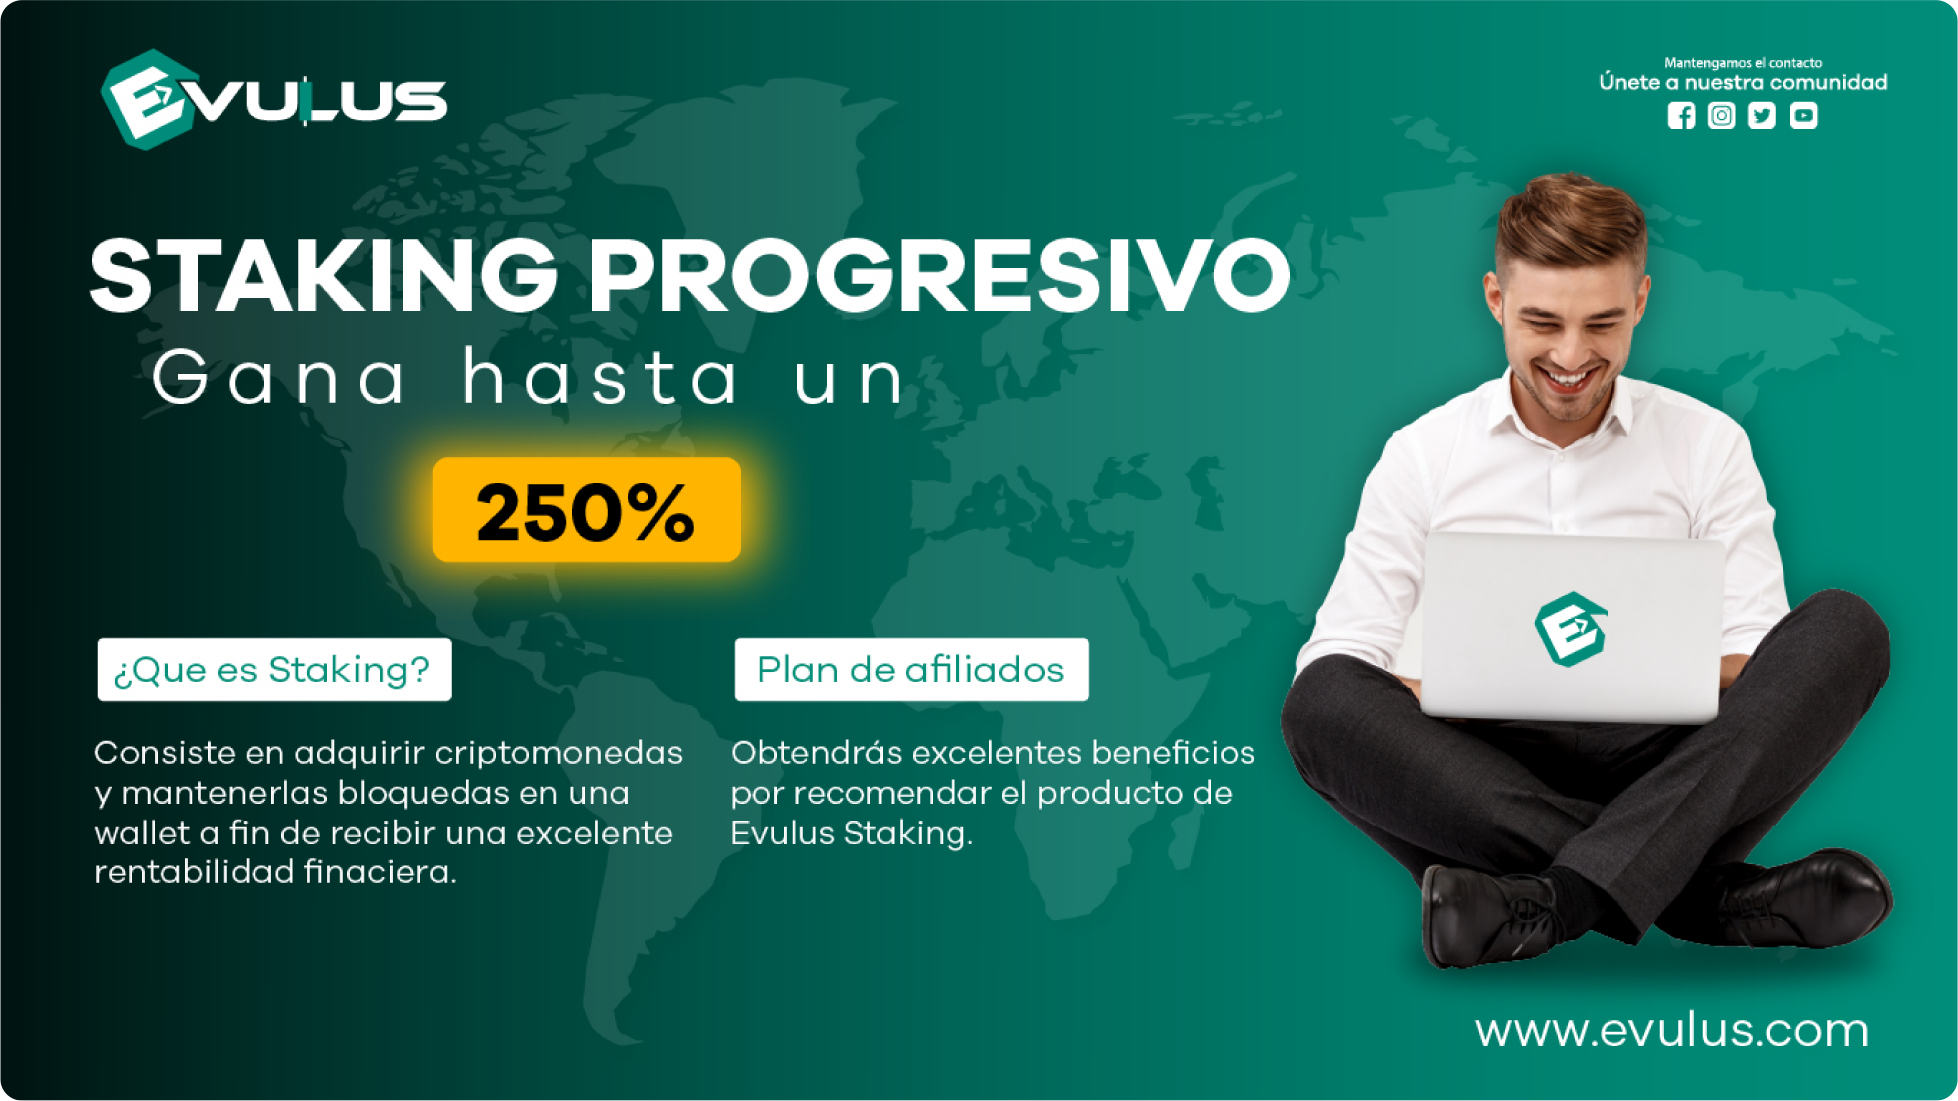 EVULUS
Mantengamos el contacto
Únete a nuestra comunidad
STAKING PROGRESIVO
Gana hasta un
250%
¿Que es Staking?
Consiste en adquirir criptomonedas
y mantenerlas bloquedas en una
wallet a fin de recibir una excelente
rentabilidad finaciera.
Plan de afiliados
Obtendrás excelentes beneficios
por recomendar el producto de
Evulus Staking.
www.evulus.com